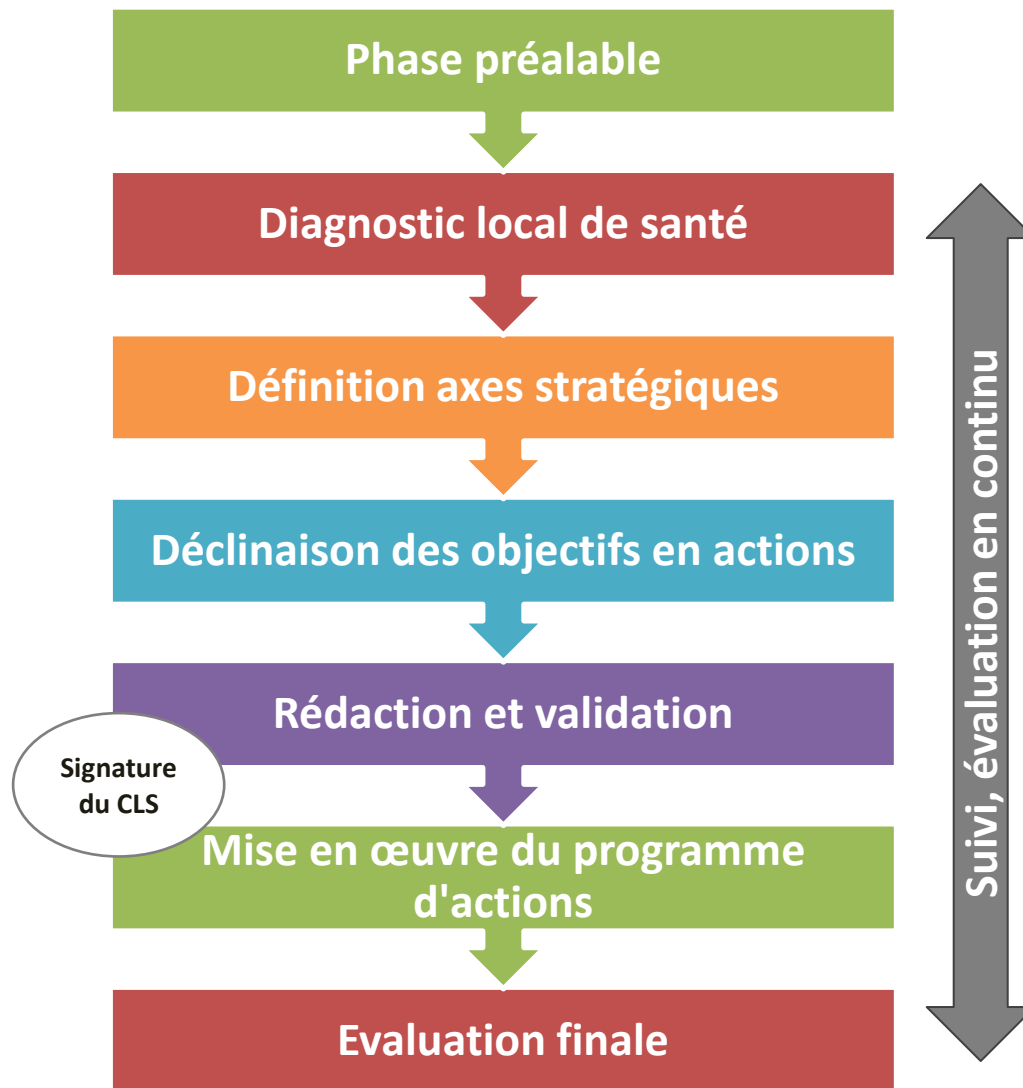 Phase préalable
Diagnostic local de santé
Définition axes stratégiques
Déclinaison des objectifs en actions
Rédaction et validation
Signature
du CLS
Mise en œuvre du programme
d'actions
Evaluation finale
Suivi, évaluation en continu